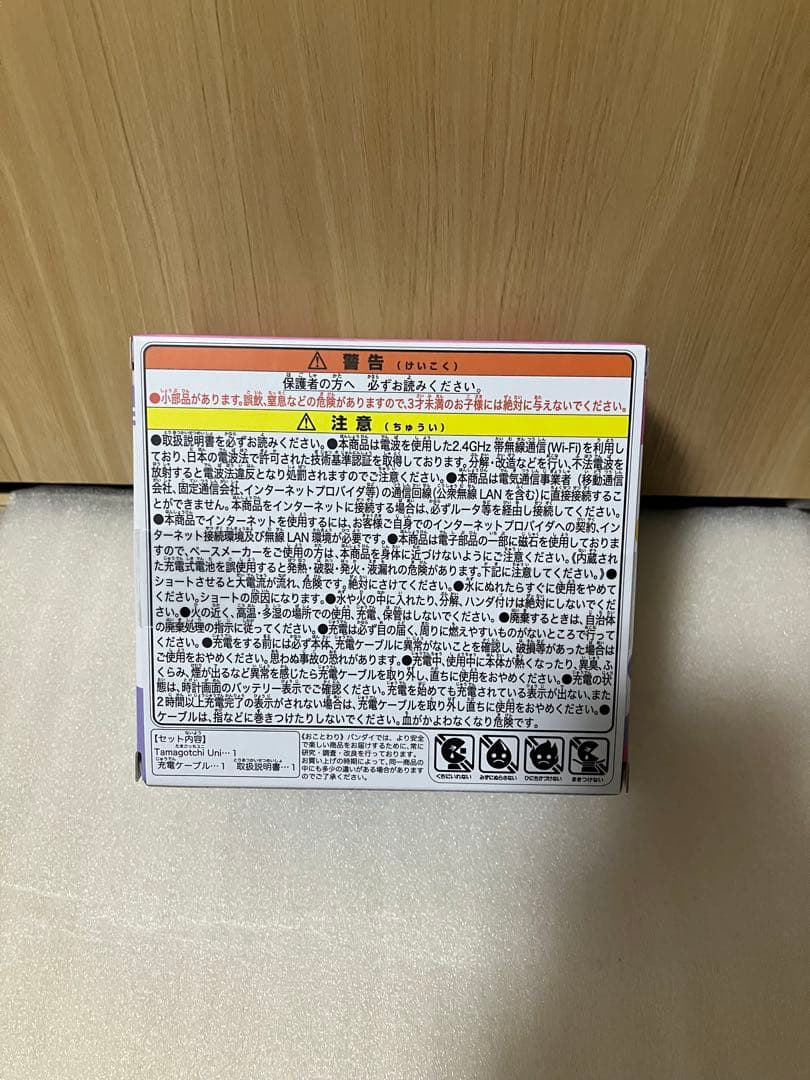 警告（けいこく）
保護者の方へ 必ずお読みください。
●小部品があります。誤飲、窒息などの危険がありますので、3才未満のお子様には絶対に与えないでください。
注意（ちゅうい）
●取扱説明書を必ずお読みください。●本商品は電波を使用した2.4GHz 帯無線通信(Wi-Fi)を利用し
ており、日本の電波法で許可された技術基準認証を取得しております。分解・改造などを行い、不法電波を
放射すると電波法違反となり処罰されますのでご注意ください。●本商品は電気通信事業者（移動通信
会社、固定通信会社、インターネットプロバイダ等）の通信回線（公衆無線 LAN を含む）に直接接続するこ
とができません。本商品をインターネットに接続する場合は、必ずルータ等を経由し接続してください。
●本商品でインターネットを使用するには、お客様ご自身でのインターネットプロバイダへの契約、イン
ターネット接続環境及び無線 LAN 環境が必要です。●本商品は電子部品の一部に磁石を使用しております
ますので、ペースメーカーをご使用の方は、本商品を身体に近づけないようにご注意ください。《内蔵され
た充電式電池を誤使用すると発熱・破裂・発火・液漏れの危険があります。下記に注意してください。》●
ショートさせると大電流が流れ、危険です。絶対にさけてください。●水にぬれたらすぐに使用をやめて
ください。ショートの原因になります。●水や火の中に入れたり、分解、ハンダ付けは絶対にしないでくだ
さい。●火の近く、高温・多湿の場所での使用、充電、保管はしないでください。●廃棄するときは、自治体
の廃棄処理の指示に従ってください。●充電は必ず目の届く、周りに燃えやすいものがないところで行って
ください。●充電をする前には必ず本体、充電ケーブルに異常がないことを確認し、破損等があった場合は
ご使用をおやめください。思わぬ事故の恐れがあります。●充電中、使用中に本体が熱くなったり、異臭、ふ
くらみ、煙が出るなど異常を感じたら充電ケーブルを取り外し、直ちに使用をおやめください。●充電の状
態は、時計画面のバッテリー表示でご確認ください。充電を始めても充電されている表示が出ない、また
2時間以上充電完了の表示がされない場合は、充電ケーブルを取り外し直ちに使用をおやめください。●
ケーブルは、指などに巻きつけたりしないでください。血がかよわなくなり危険です。
【セット内容】
Tamagotchi Uni…1
充電ケーブル…1 取扱説明書…1
《おことわり》バンダイでは、より安全
で楽しい商品をお届けするために、常に
研究・調査・改良を行っております。
お買い上げの時期によって、同一商品の
中にも多少の違いがある場合があります
のでご了承ください。
くちにいれない みずにぬらさない ひにちかづけない まきつけない